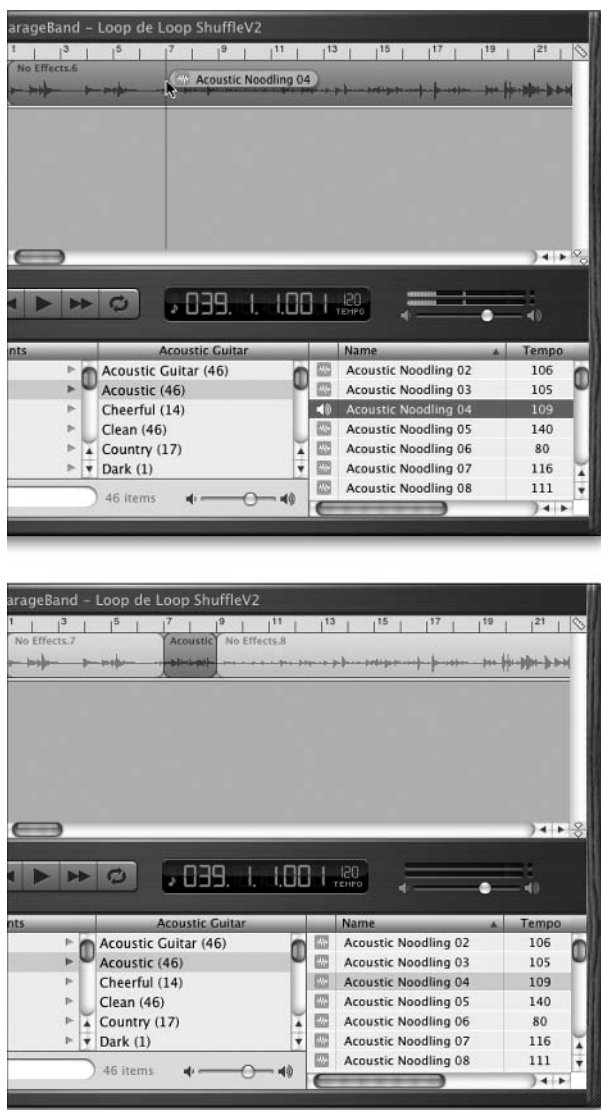 arageBand – Loop de Loop ShuffleV2
1 3 5 7 9 11 13 15 17 19 21
No Effects.6
Acoustic Noodling 04
039. 1. 1.001 120
TEMPO
nts Acoustic Guitar Name Tempo
Acoustic Guitar (46) Acoustic Noodling 02 106
Acoustic (46) Acoustic Noodling 03 105
Cheerful (14) Acoustic Noodling 04 109
Clean (46) Acoustic Noodling 05 140
Country (17) Acoustic Noodling 06 80
Dark (1) Acoustic Noodling 07 116
46 items Acoustic Noodling 08 111
arageBand – Loop de Loop ShuffleV2
1 3 5 7 9 11 13 15 17 19 21
No Effects.7 Acoustic No Effects.8
039. 1. 1.001 120
TEMPO
nts Acoustic Guitar Name Tempo
Acoustic Guitar (46) Acoustic Noodling 02 106
Acoustic (46) Acoustic Noodling 03 105
Cheerful (14) Acoustic Noodling 04 109
Clean (46) Acoustic Noodling 05 140
Country (17) Acoustic Noodling 06 80
Dark (1) Acoustic Noodling 07 116
46 items Acoustic Noodling 08 111